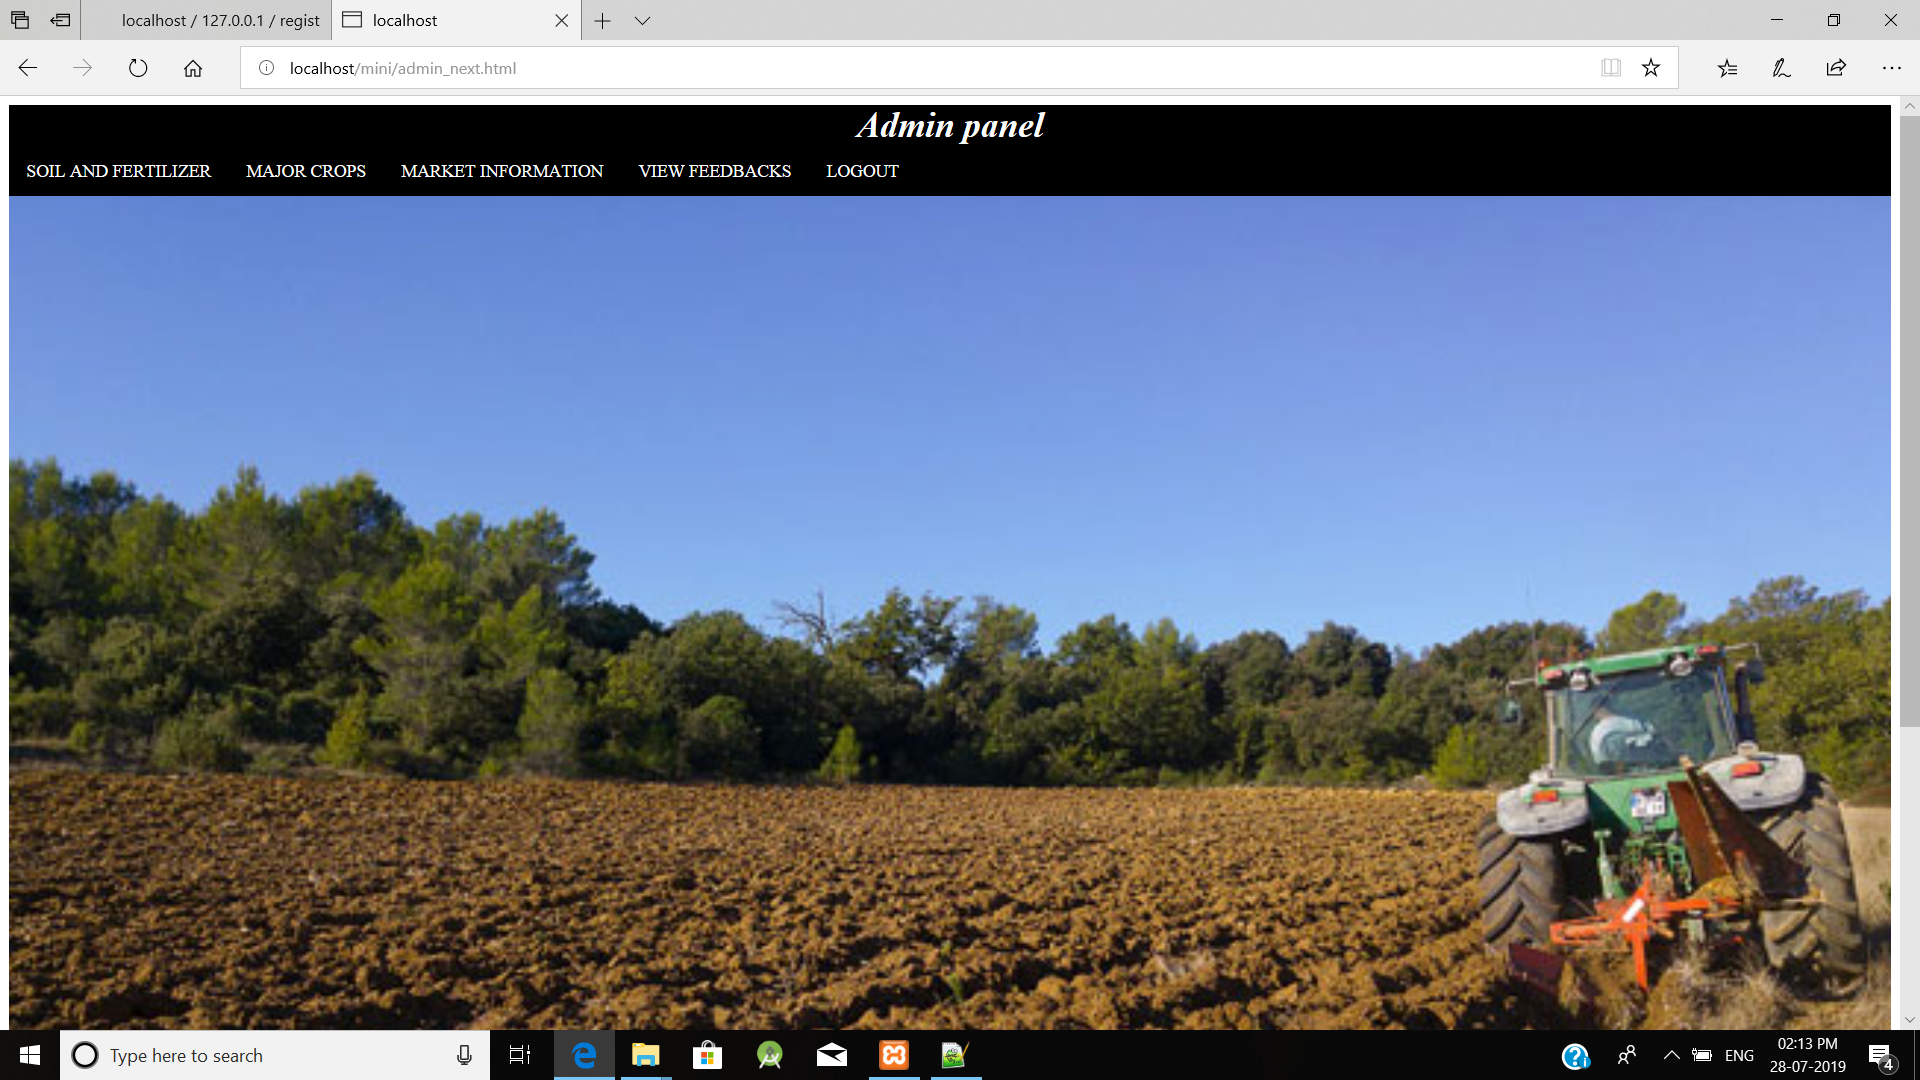 localhost / 127.0.0.1 / regist
localhost
localhost/mini/admin_next.html
Admin panel
SOIL AND FERTILIZER MAJOR CROPS MARKET INFORMATION VIEW FEEDBACKS LOGOUT
Type here to search
ENG
02:13 PM
28-07-2019
4